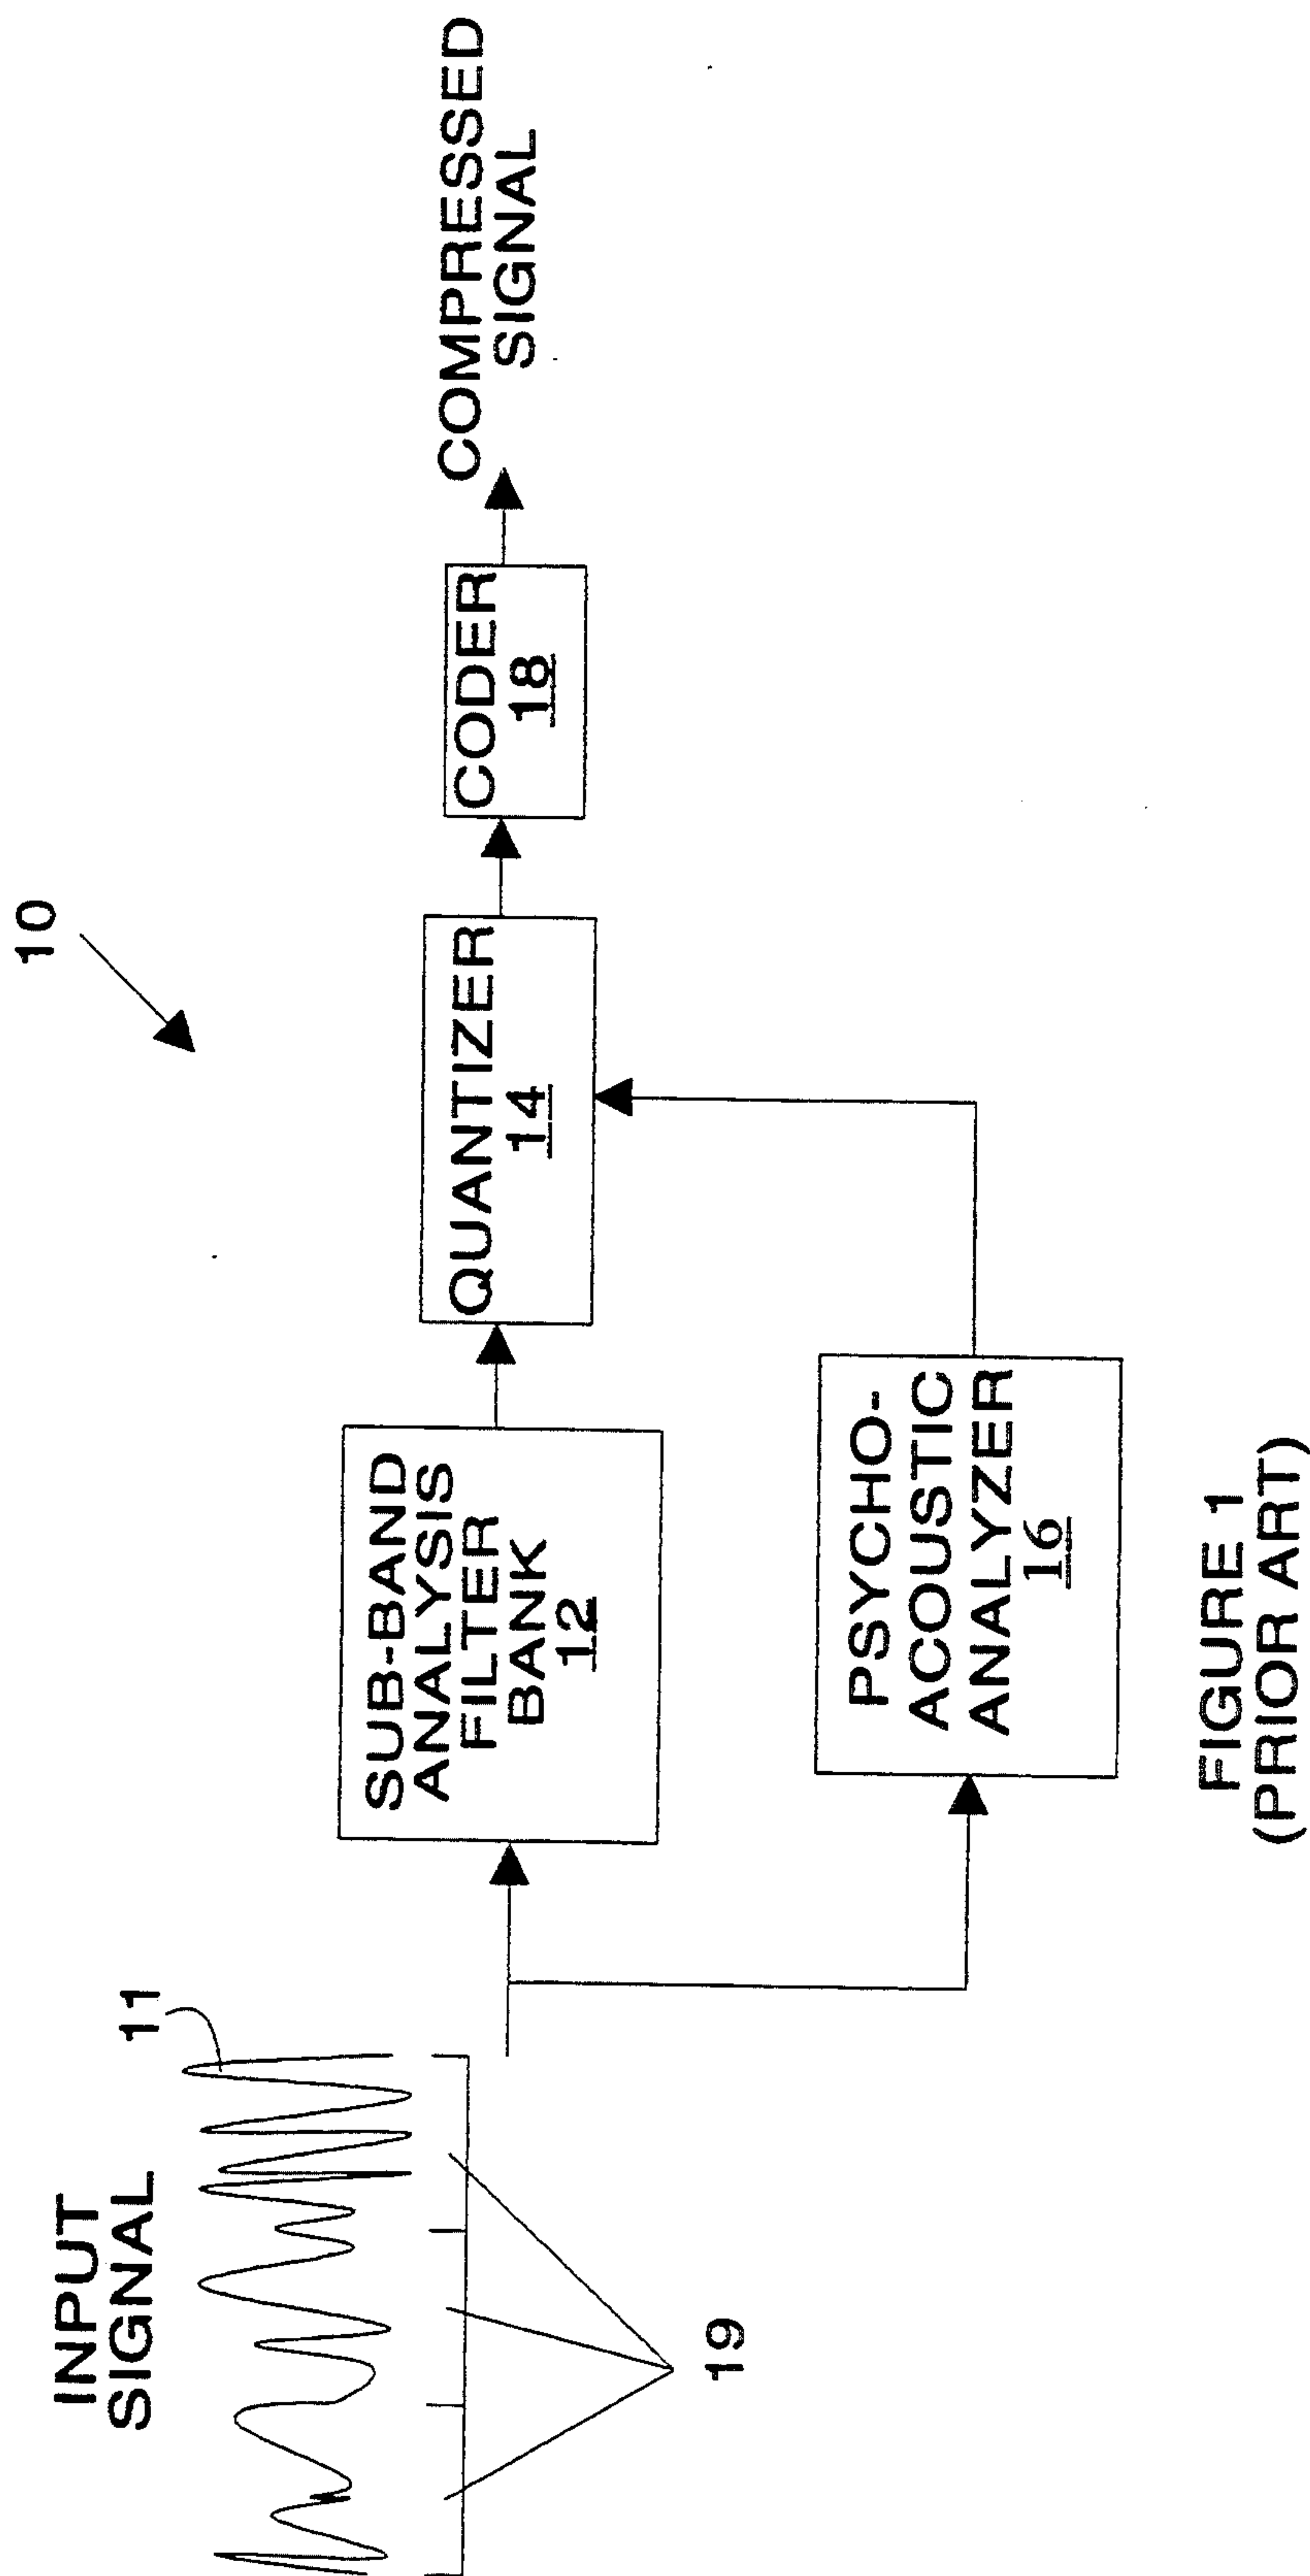 10
INPUT
SIGNAL
11
19
SUB-BAND
ANALYSIS
FILTER
BANK
12
QUANTIZER
14
CODER
18
COMPRESSED
SIGNAL
PSYCHO-
ACOUSTIC
ANALYZER
16
FIGURE 1
(PRIOR ART)